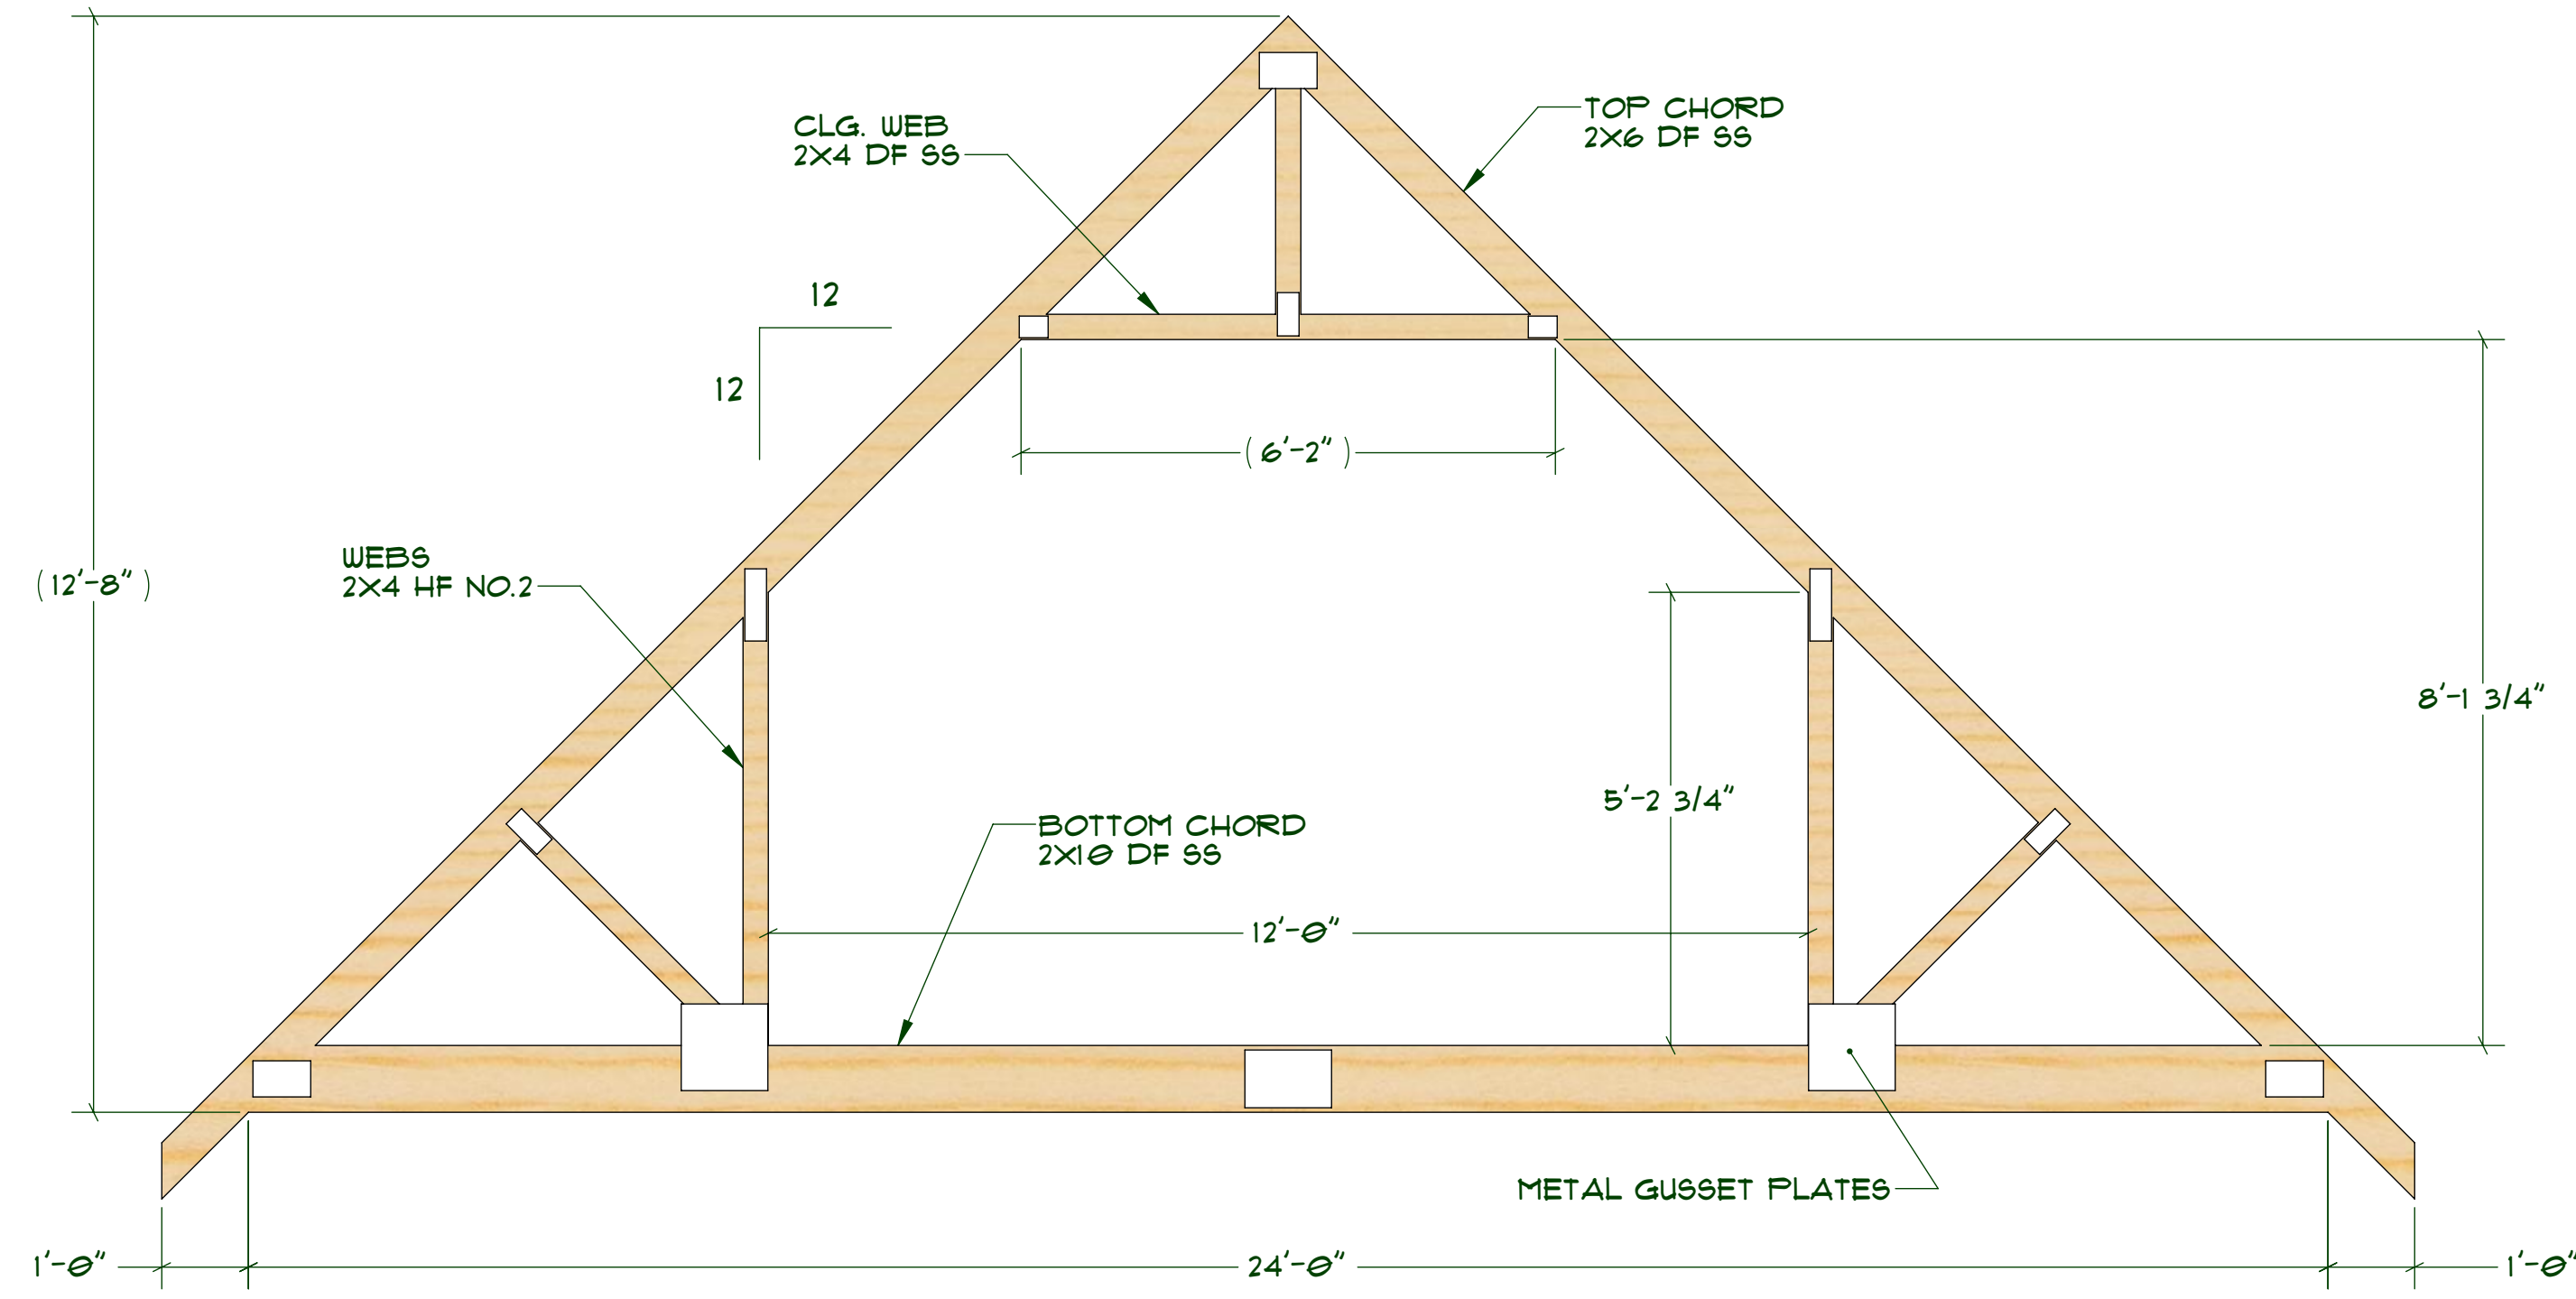 CLG. WEB
2X4 DF SS
TOP CHORD
2X6 DF SS
12
12
(6'-2")
WEBS
2X4 HF NO.2
(12'-8")
8'-1 3/4"
5'-2 3/4"
BOTTOM CHORD
2X10 DF SS
12'-0"
METAL GUSSET PLATES
1'-0"
24'-0"
1'-0"